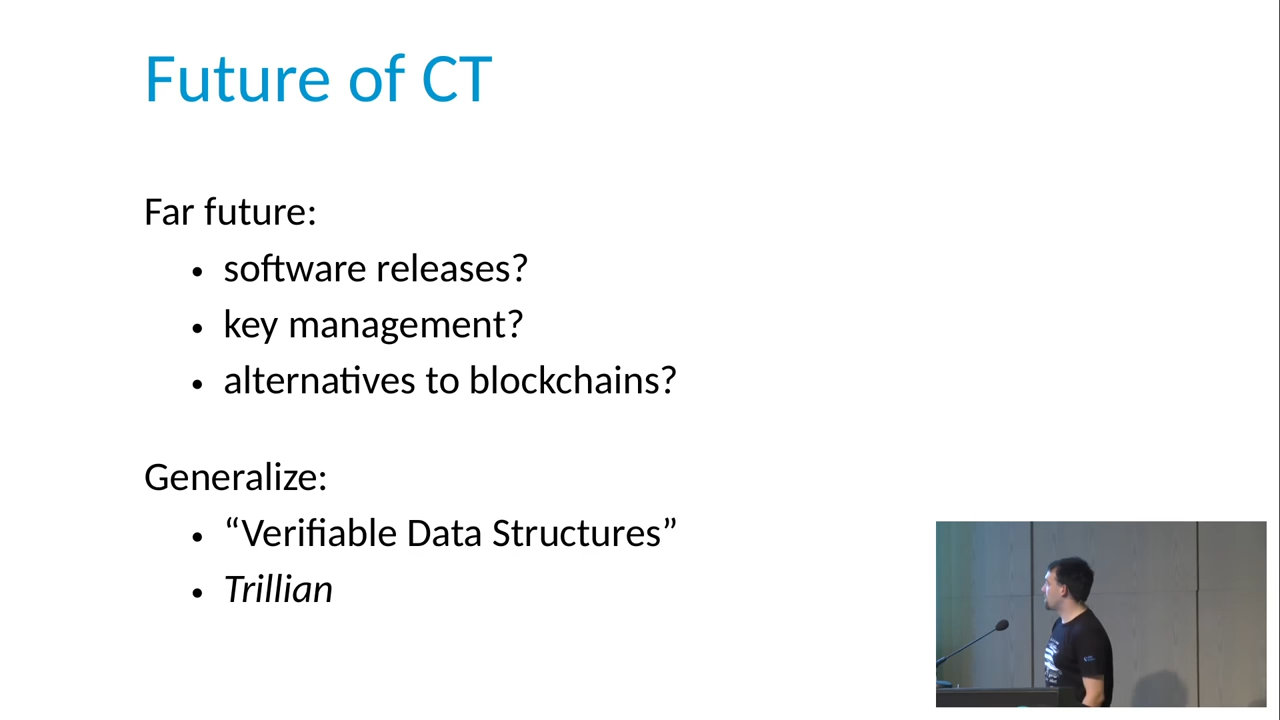 Future of CT
Far future:
• software releases?
• key management?
• alternatives to blockchains?
Generalize:
• “Verifiable Data Structures”
• Trillian